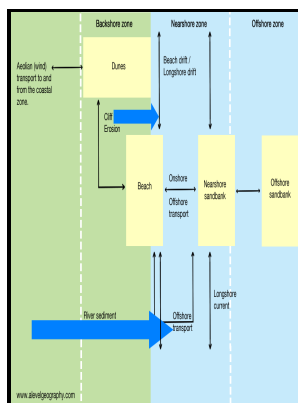 Backshore zone
Nearshore zone
Offshore zone
Aeolian (wind)
transport to and
from the coastal
zone.
Dunes
Beach drift /
Longshore drift
Cliff
Erosion
Beach
Onshore
Offshore
transport
Nearshore
sandbank
Offshore
sandbank
Longshore
current
River sediment
Offshore
transport
www.alevelgeography.com